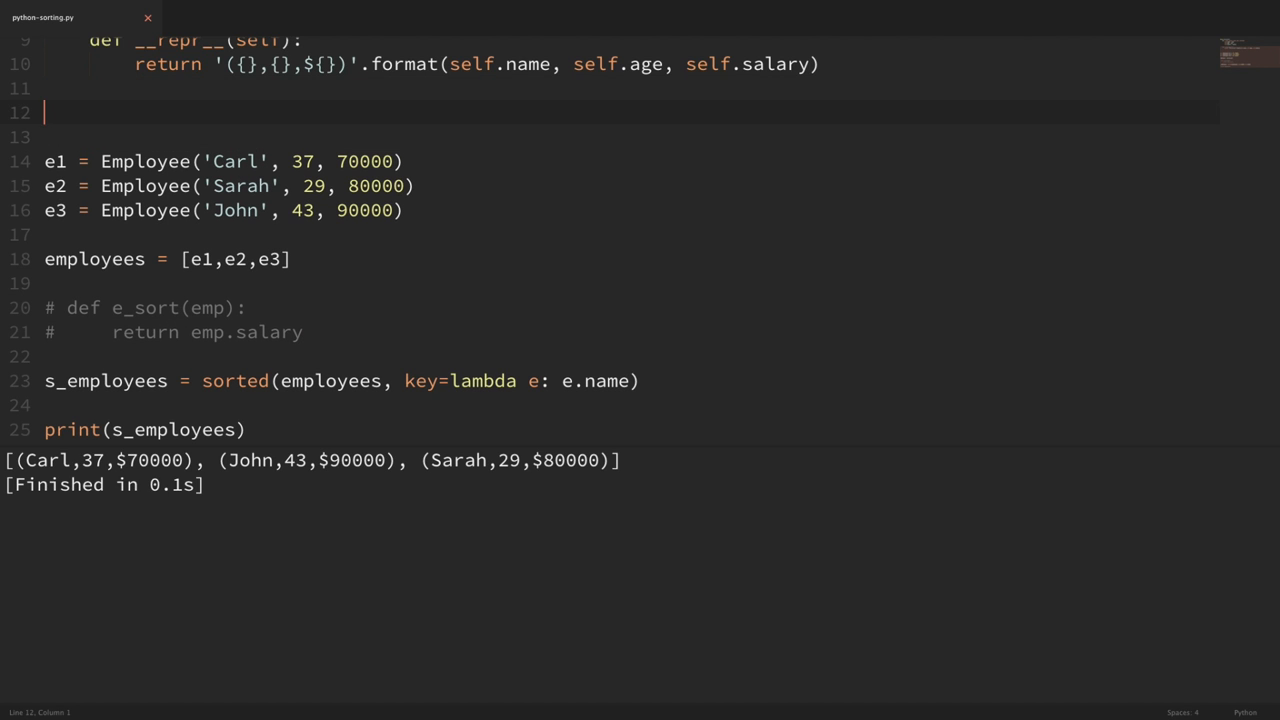 python-sorting.py ×
9     def __repr__(self):
10         return '({},{},${})'.format(self.name, self.age, self.salary)
11
12
13
14 e1 = Employee('Carl', 37, 70000)
15 e2 = Employee('Sarah', 29, 80000)
16 e3 = Employee('John', 43, 90000)
17
18 employees = [e1,e2,e3]
19
20 # def e_sort(emp):
21 #     return emp.salary
22
23 s_employees = sorted(employees, key=lambda e: e.name)
24
25 print(s_employees)
[(Carl,37,$70000), (John,43,$90000), (Sarah,29,$80000)]
[Finished in 0.1s]
Line 12, Column 1 Spaces: 4 Python